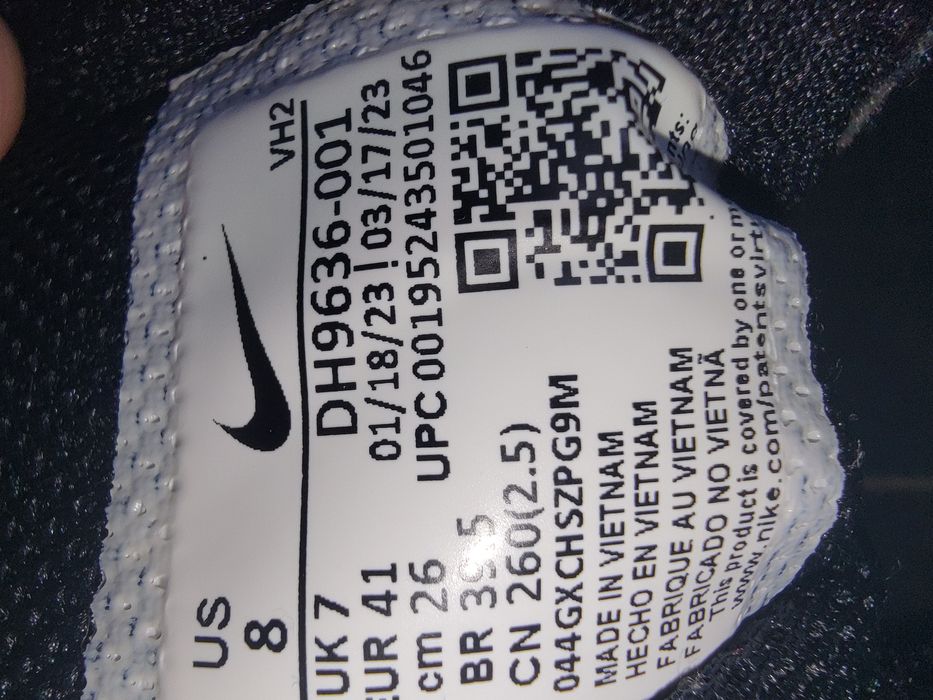 US
8
VH2
UK 7
DH9636-001
EUR 41
01/18/23 | 03/17/23
cm 26
UPC 00195243501046
BR 39.5
CN 260(2.5)
044GXCHSZPG9M
MADE IN VIETNAM
HECHO EN VIETNAM
FABRIQUE AU VIETNAM
FABRICADO NO VIETNÃ
This product is covered by one or
www.nike.com/patents